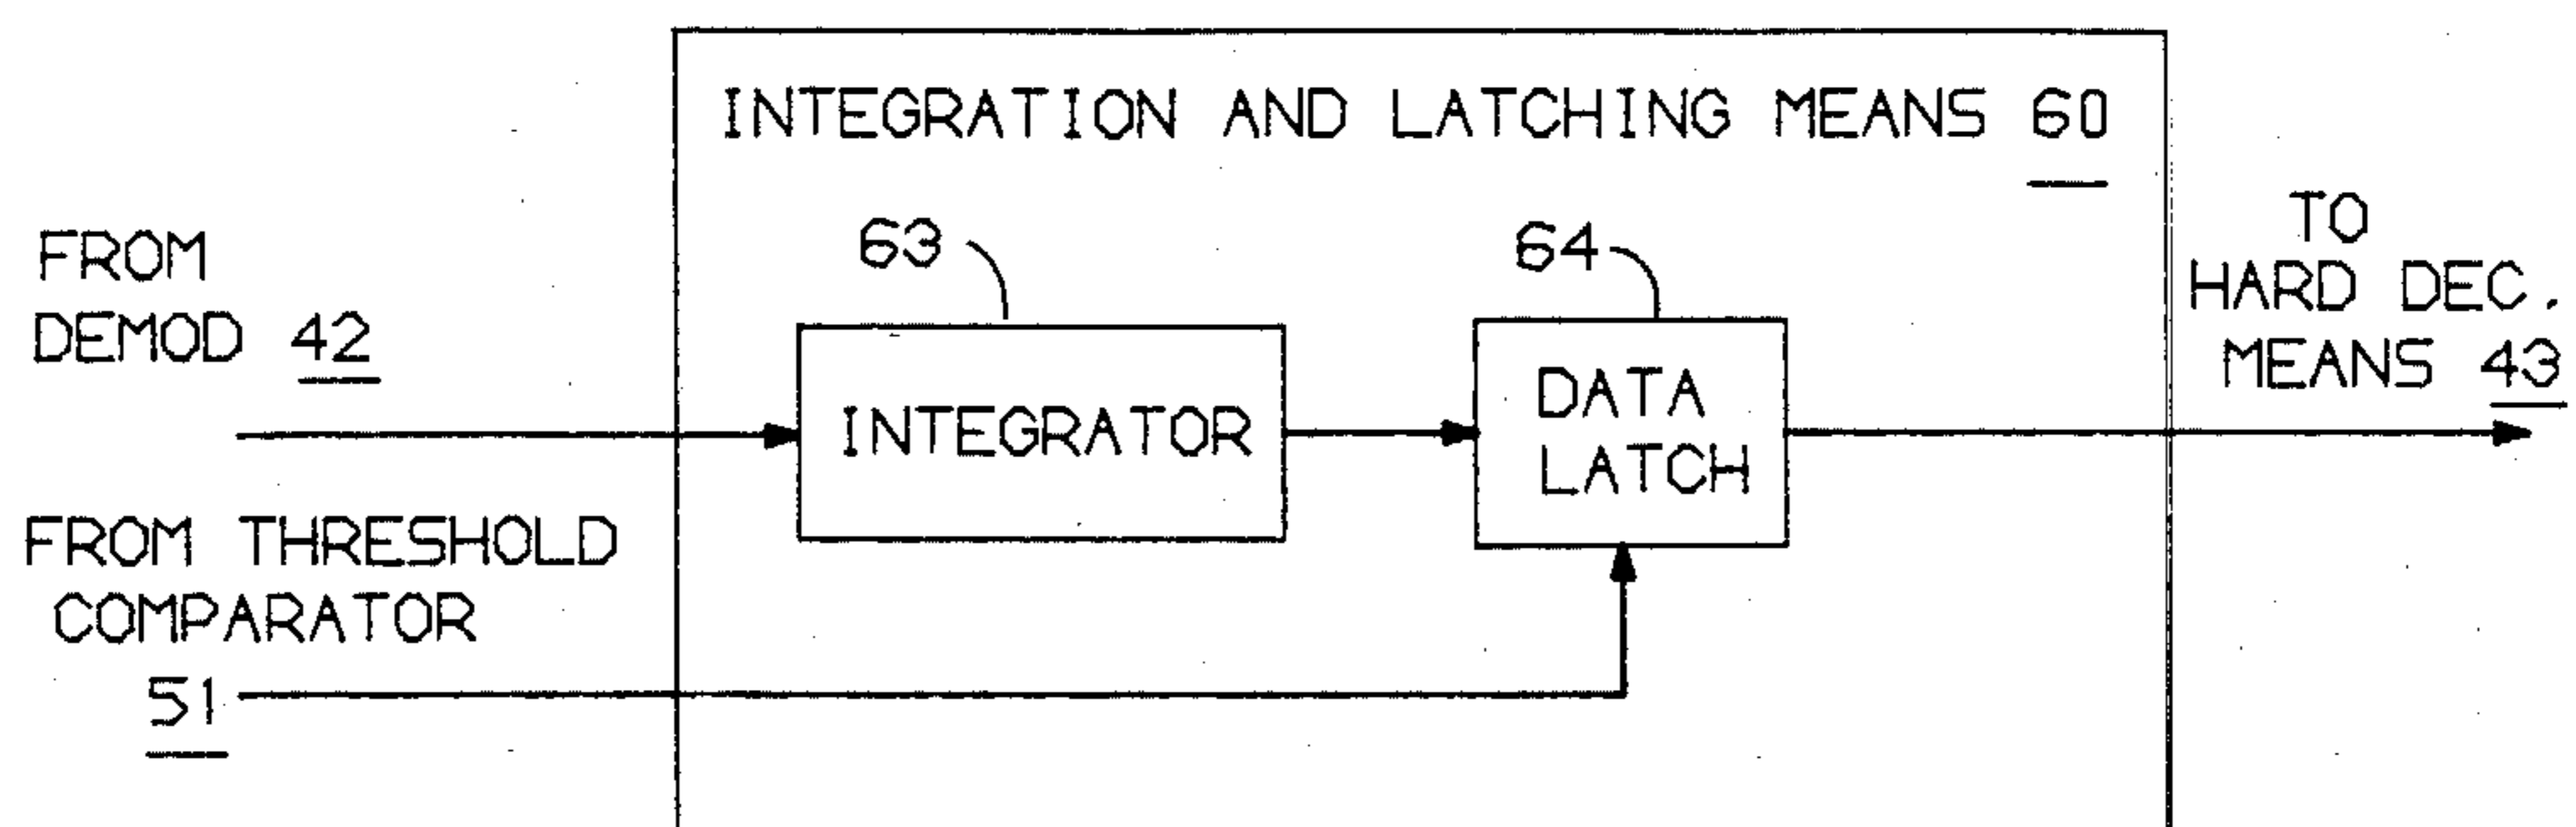 INTEGRATION AND LATCHING MEANS 60
FROM
DEMOD 42
63
64
TO
HARD DEC.
MEANS 43
INTEGRATOR
DATA
LATCH
FROM THRESHOLD
COMPARATOR
51